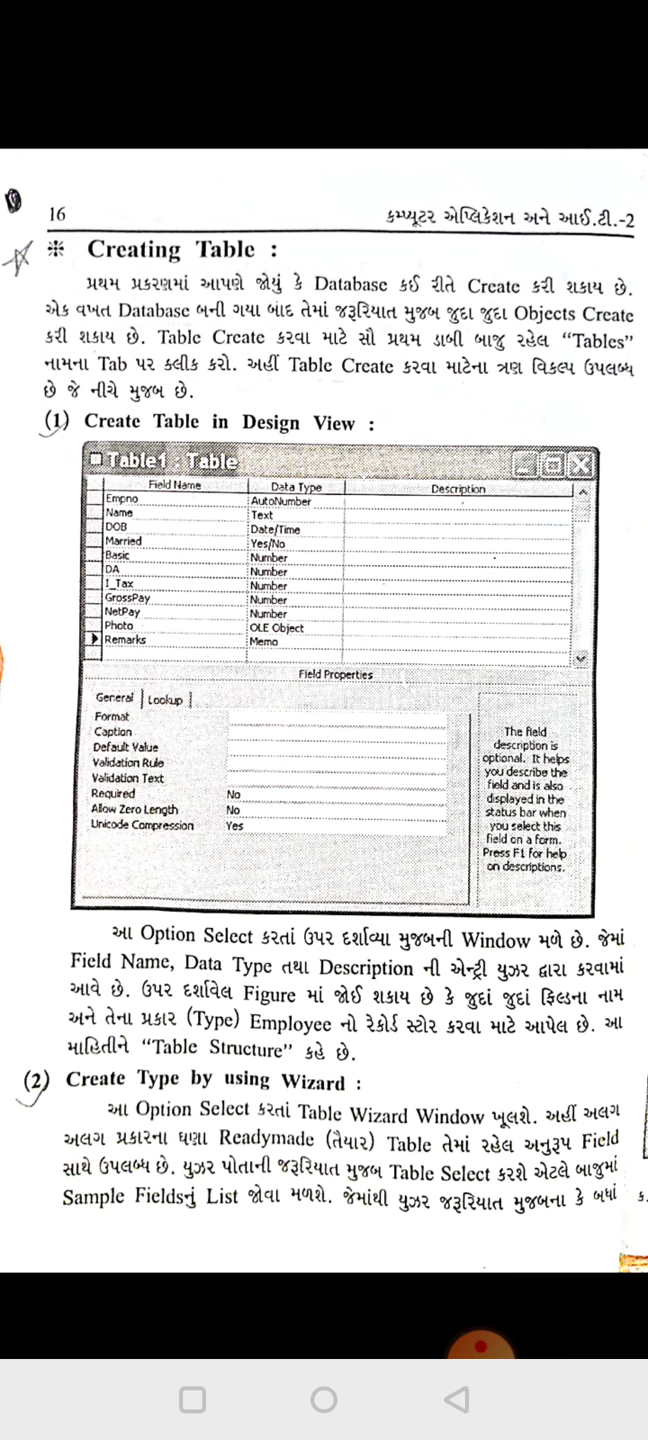 16
કમ્પ્યૂટર એપ્લિકેશન અને આઈ.ટી.-2
❈ Creating Table :
પ્રથમ પ્રકરણમાં આપણે જોયું કે Database કઈ રીતે Create કરી શકાય છે.
એક વખત Database બની ગયા બાદ તેમાં જરૂરિયાત મુજબ જુદા જુદા Objects Create
કરી શકાય છે. Table Create કરવા માટે સૌ પ્રથમ ડાબી બાજુ રહેલ “Tables”
નામના Tab પર ક્લીક કરો. અહીં Table Create કરવા માટેના ત્રણ વિકલ્પ ઉપલબ્ધ
છે જે નીચે મુજબ છે.
(1) Create Table in Design View :
Table1 : Table
Field Name Data Type Description
Empno AutoNumber
Name Text
DOB Date/Time
Married Yes/No
Basic Number
DA Number
I_Tax Number
GrossPay Number
NetPay Number
Photo OLE Object
Remarks Memo
Field Properties
General Lookup
Format
Caption
Default Value
Validation Rule
Validation Text
Required No
Allow Zero Length No
Unicode Compression Yes
The field
description is
optional. It helps
you describe the
field and is also
displayed in the
status bar when
you select this
field on a form.
Press F1 for help
on descriptions.
આ Option Select કરતાં ઉપર દર્શાવ્યા મુજબની Window મળે છે. જેમાં
Field Name, Data Type તથા Description ની એન્ટ્રી યુઝર દ્વારા કરવામાં
આવે છે. ઉપર દર્શાવેલ Figure માં જોઈ શકાય છે કે જુદાં જુદાં ફિલ્ડના નામ
અને તેના પ્રકાર (Type) Employee નો રેકોર્ડ સ્ટોર કરવા માટે આપેલ છે. આ
માહિતીને “Table Structure” કહે છે.
(2) Create Type by using Wizard :
આ Option Select કરતાં Table Wizard Window ખૂલશે. અહીં અલગ
અલગ પ્રકારના ઘણા Readymade (તૈયાર) Table તેમાં રહેલ અનુરૂપ Field
સાથે ઉપલબ્ધ છે. યુઝર પોતાની જરૂરિયાત મુજબ Table Select કરશે એટલે બાજુમાં
Sample Fieldsનું List જોવા મળશે. જેમાંથી યુઝર જરૂરિયાત મુજબના કે બધાં